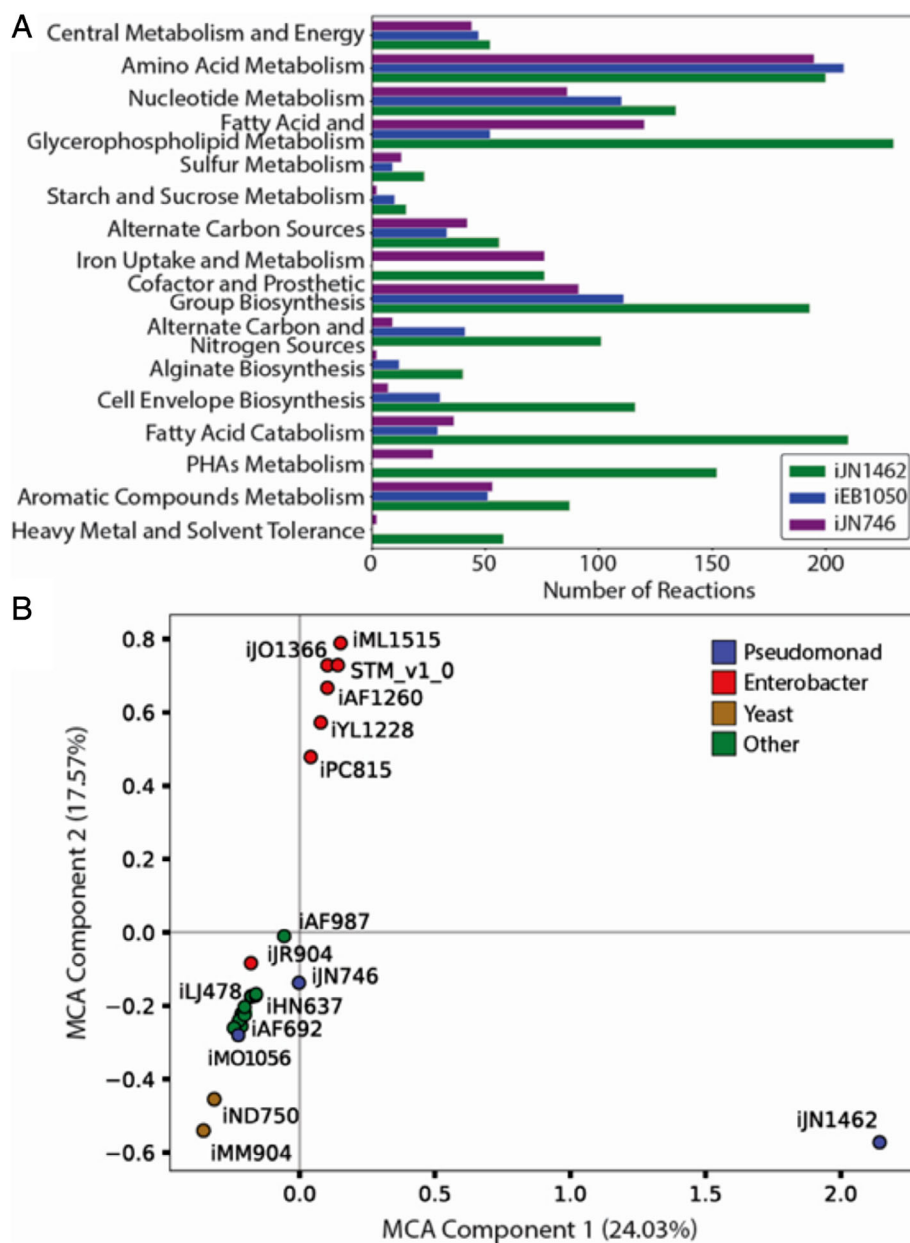 A
Central Metabolism and Energy
Amino Acid Metabolism
Nucleotide Metabolism
Fatty Acid and
Glycerophospholipid Metabolism
Sulfur Metabolism
Starch and Sucrose Metabolism
Alternate Carbon Sources
Iron Uptake and Metabolism
Cofactor and Prosthetic
Group Biosynthesis
Alternate Carbon and
Nitrogen Sources
Alginate Biosynthesis
Cell Envelope Biosynthesis
Fatty Acid Catabolism
PHAs Metabolism
Aromatic Compounds Metabolism
Heavy Metal and Solvent Tolerance
iJN1462
iEB1050
iJN746
0 50 100 150 200
Number of Reactions
B
MCA Component 2 (17.57%)
0.8
0.6
0.4
0.2
0.0
−0.2
−0.4
−0.6
iJO1366
iML1515
STM_v1_0
iAF1260
iYL1228
iPC815
Pseudomonad
Enterobacter
Yeast
Other
iAF987
iJR904
iJN746
iLJ478
iHN637
iAF692
iMO1056
iND750
iMM904
iJN1462
0.0 0.5 1.0 1.5 2.0
MCA Component 1 (24.03%)